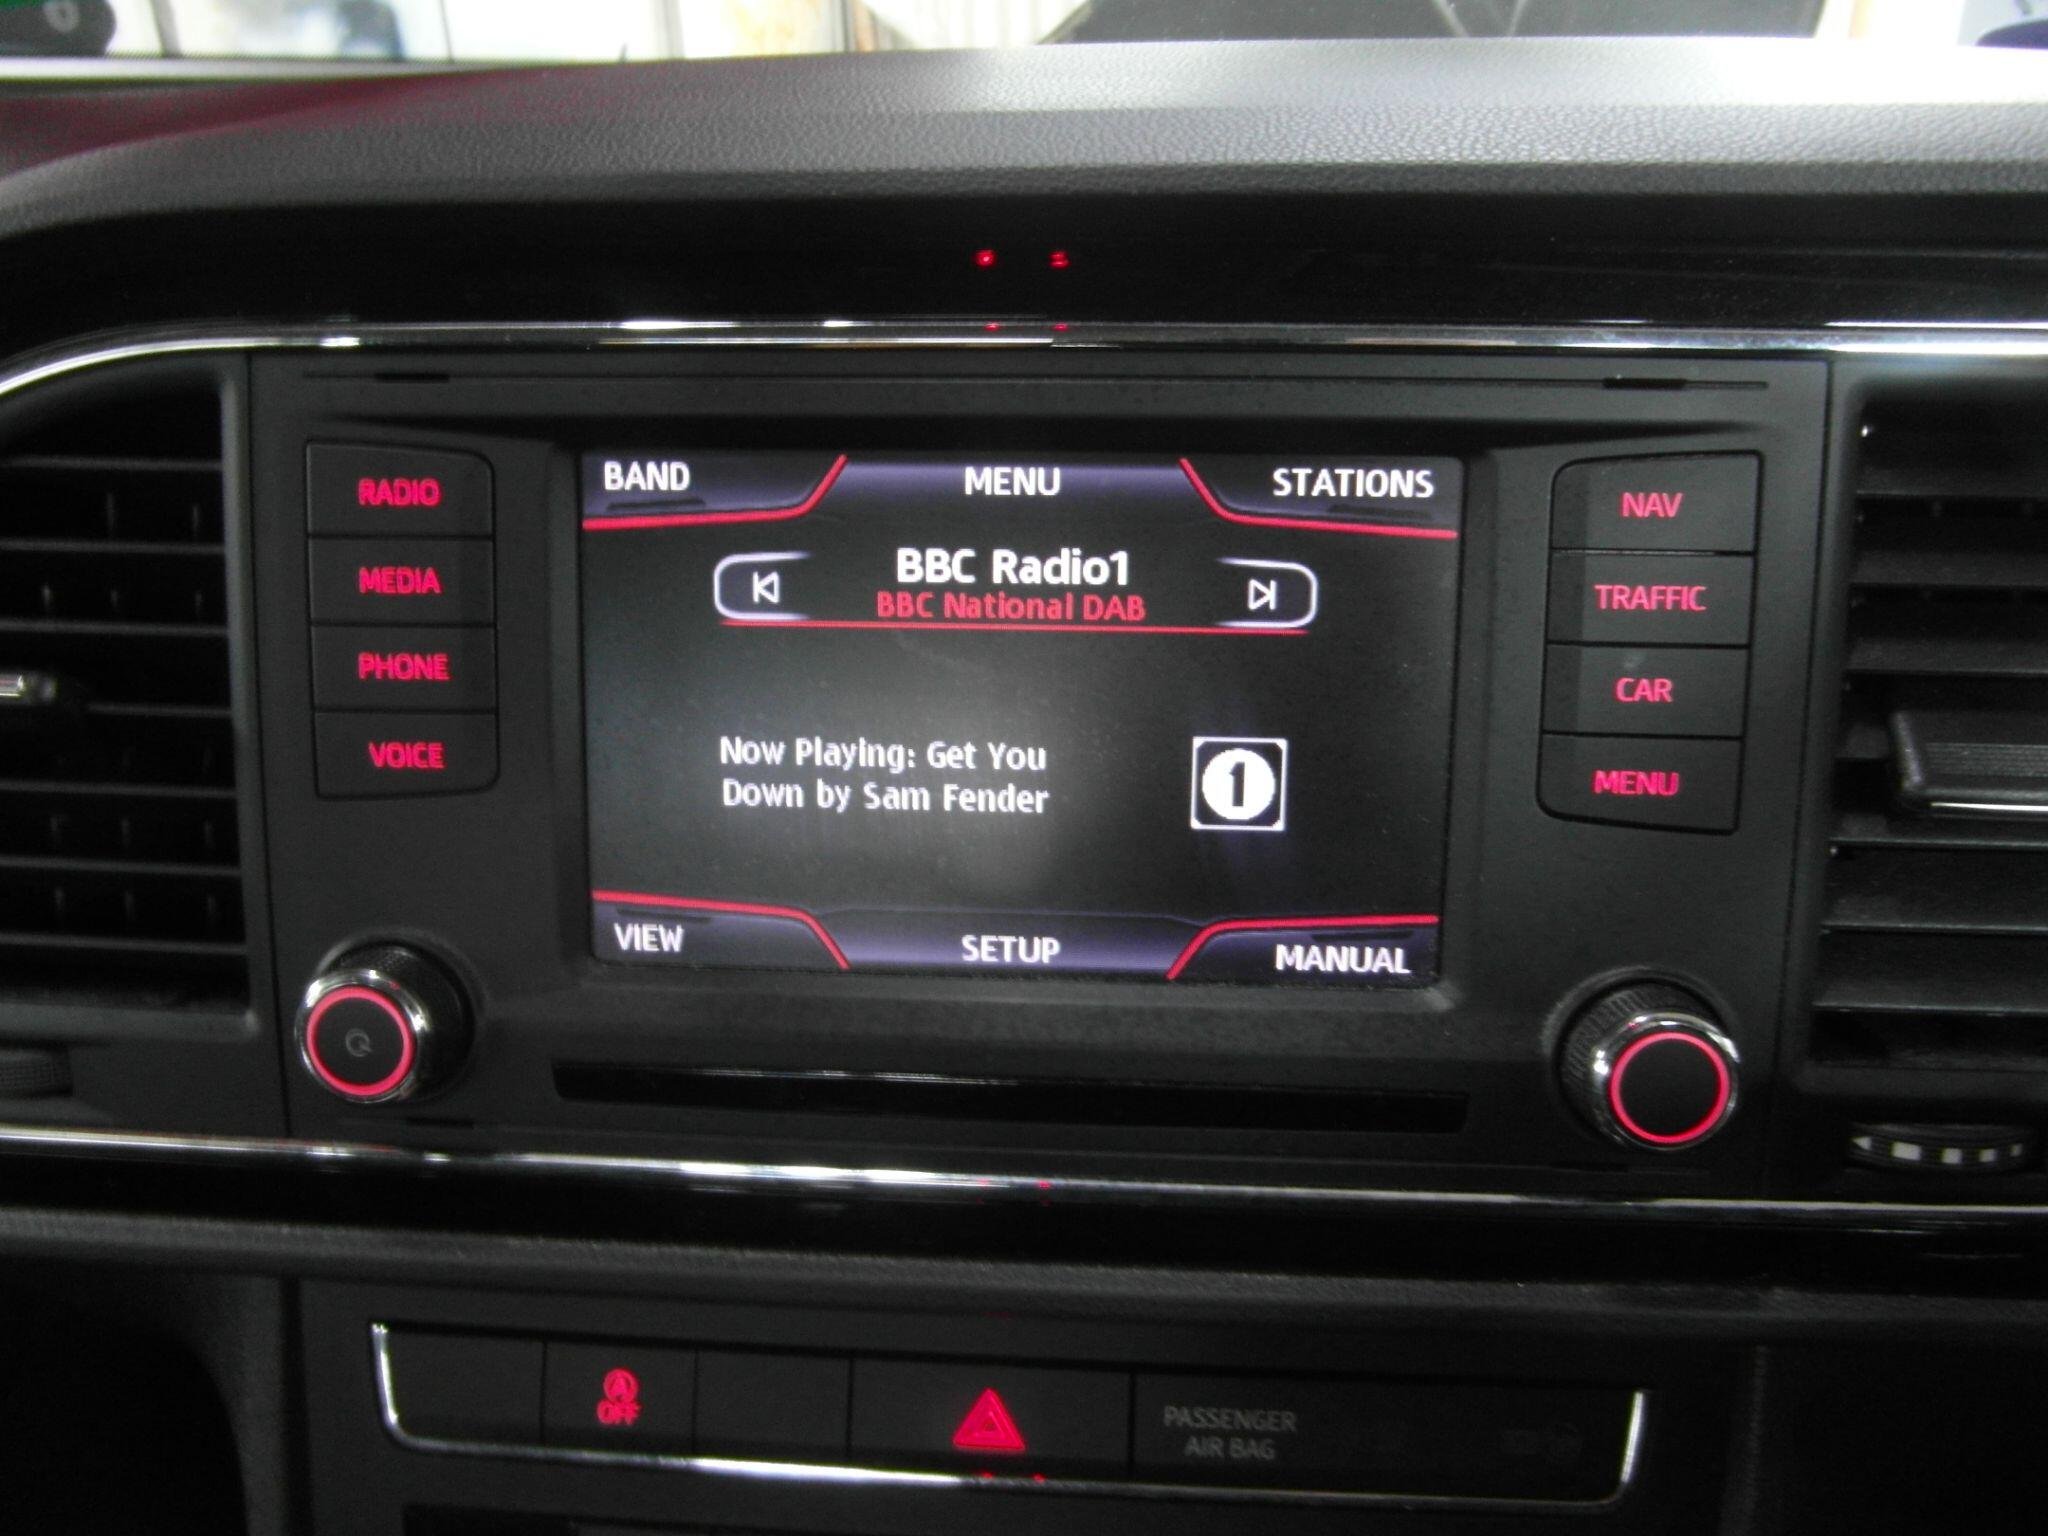 BAND
MENU
STATIONS
BBC Radio1
BBC National DAB
Now Playing: Get You
Down by Sam Fender
1
VIEW
SETUP
MANUAL
RADIO
MEDIA
PHONE
VOICE
NAV
TRAFFIC
CAR
MENU
A
OFF
PASSENGER
AIR BAG